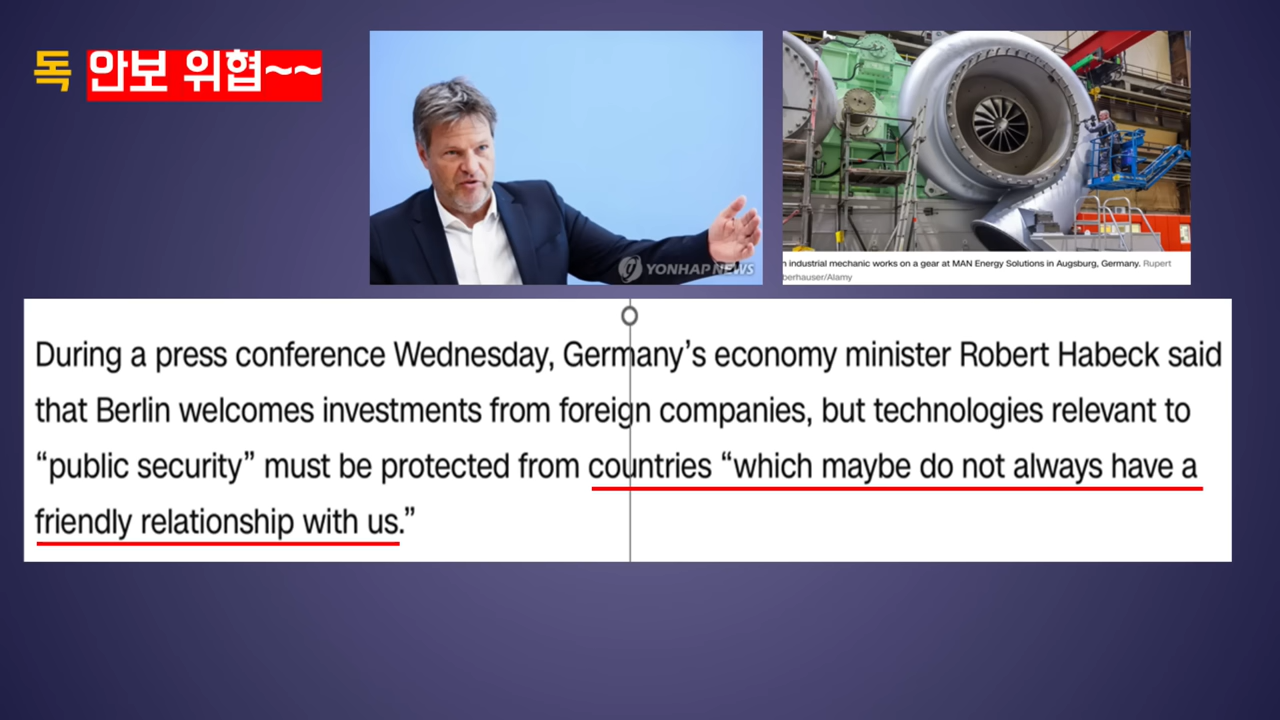 독 안보 위협~~
YONHAP NEWS
n industrial mechanic works on a gear at MAN Energy Solutions in Augsburg, Germany. Rupert
berhauser/Alamy
During a press conference Wednesday, Germany’s economy minister Robert Habeck said
that Berlin welcomes investments from foreign companies, but technologies relevant to
“public security” must be protected from countries “which maybe do not always have a
friendly relationship with us.”